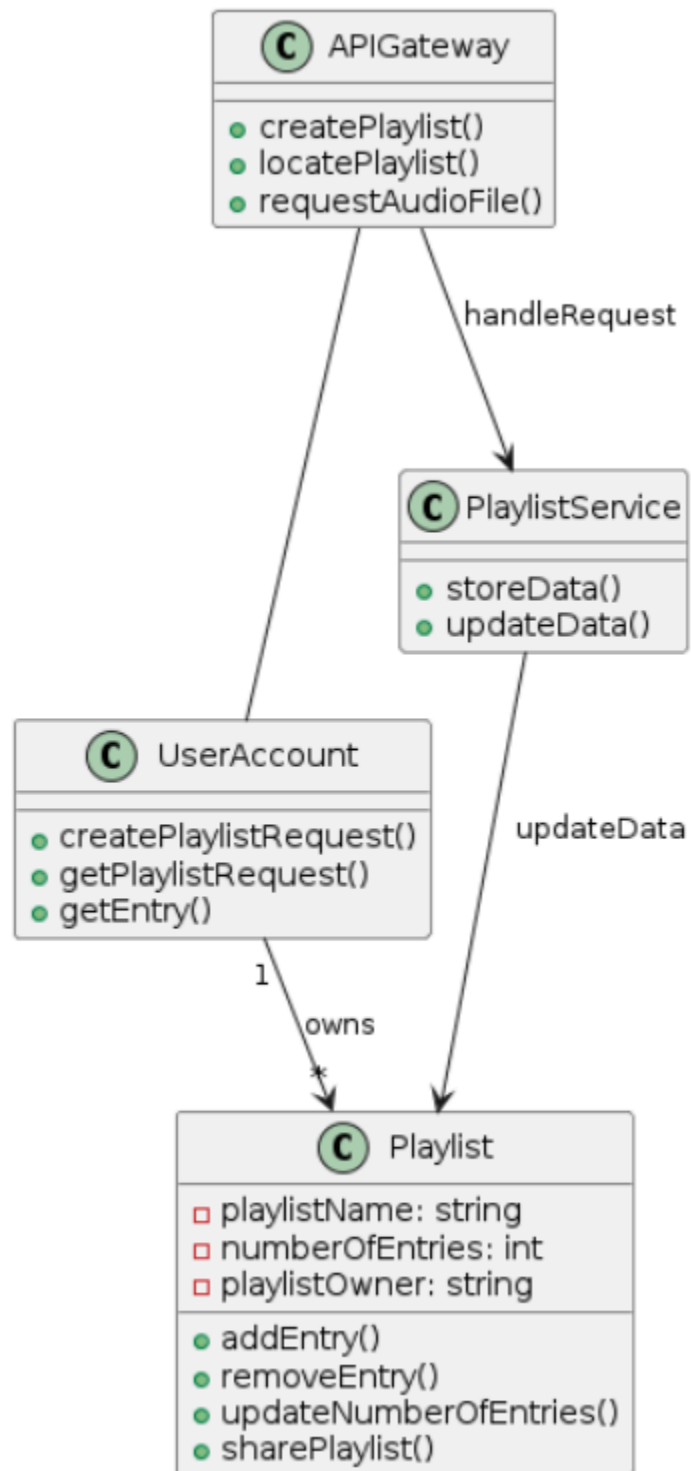 C APIGateway
createPlaylist()
locatePlaylist()
requestAudioFile()
handleRequest
C PlaylistService
storeData()
updateData()
C UserAccount
createPlaylistRequest()
getPlaylistRequest()
getEntry()
updateData
1
owns
*
C Playlist
playlistName: string
numberOfEntries: int
playlistOwner: string
addEntry()
removeEntry()
updateNumberOfEntries()
sharePlaylist()